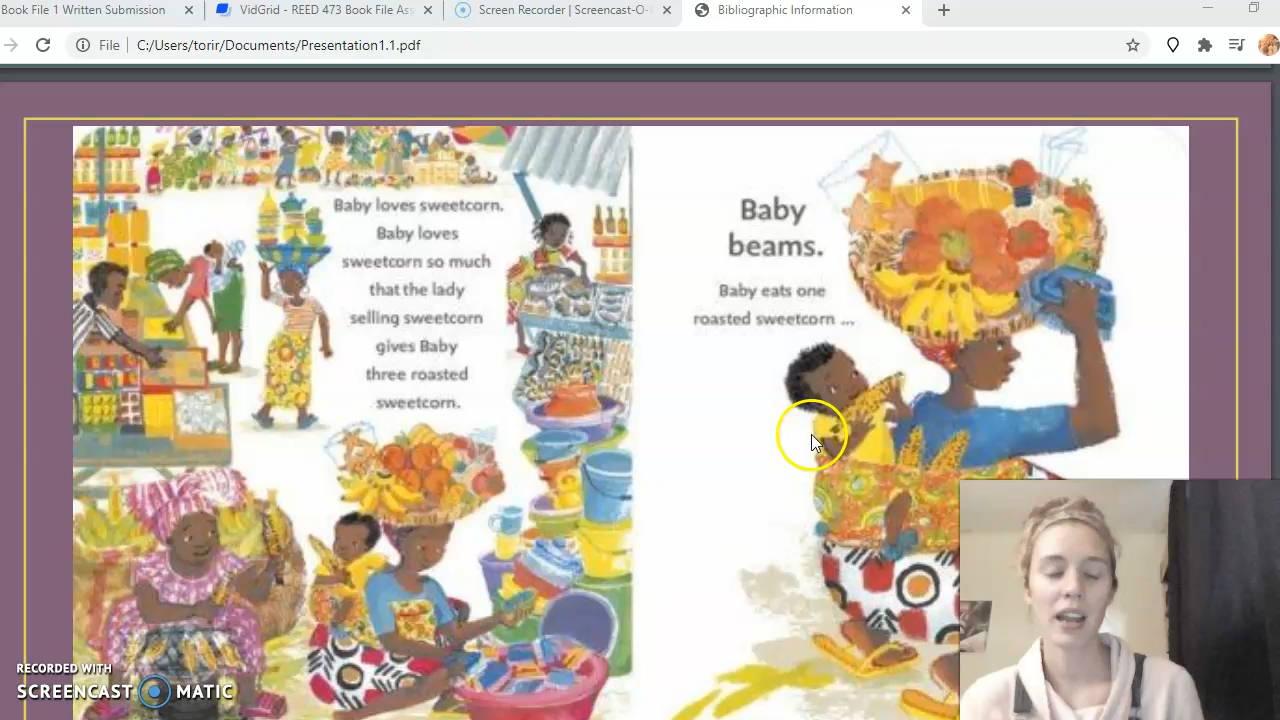 Book File 1 Written Submission
VidGrid - REED 473 Book File Ass
Screen Recorder | Screencast-O-
Bibliographic Information
File
C:/Users/torir/Documents/Presentation1.1.pdf
Baby loves sweetcorn.
Baby loves
sweetcorn so much
that the lady
selling sweetcorn
gives Baby
three roasted
sweetcorn.
Baby
beams.
Baby eats one
roasted sweetcorn ...
RECORDED WITH
SCREENCAST MATIC